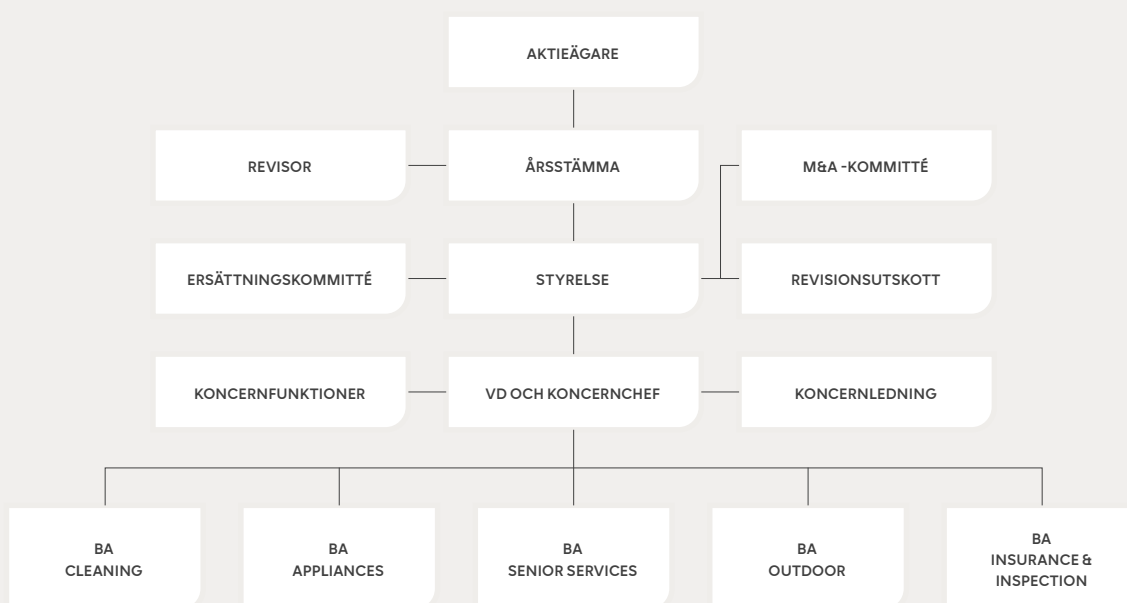 AKTIEÄGARE
REVISOR
ÅRSSTÄMMA
M&A -KOMMITTÉ
ERSÄTTNINGSKOMMITTÉ
STYRELSE
REVISIONSUTSKOTT
KONCERNFUNKTIONER
VD OCH KONCERNCHEF
KONCERNLEDNING
BA
CLEANING
BA
APPLIANCES
BA
SENIOR SERVICES
BA
OUTDOOR
BA
INSURANCE &
INSPECTION